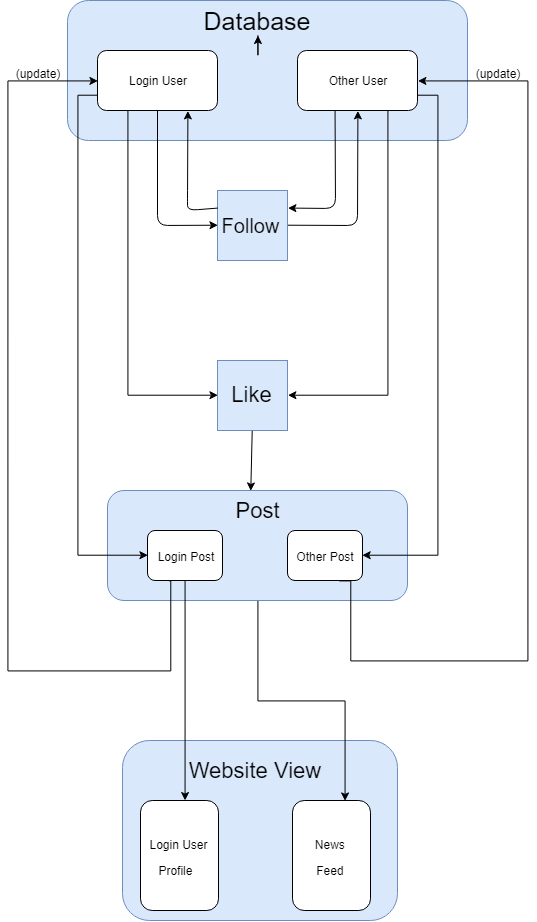 Database
(update)
Login User
Other User
(update)
Follow
Like
Post
Login Post
Other Post
Website View
Login User
Profile
News
Feed